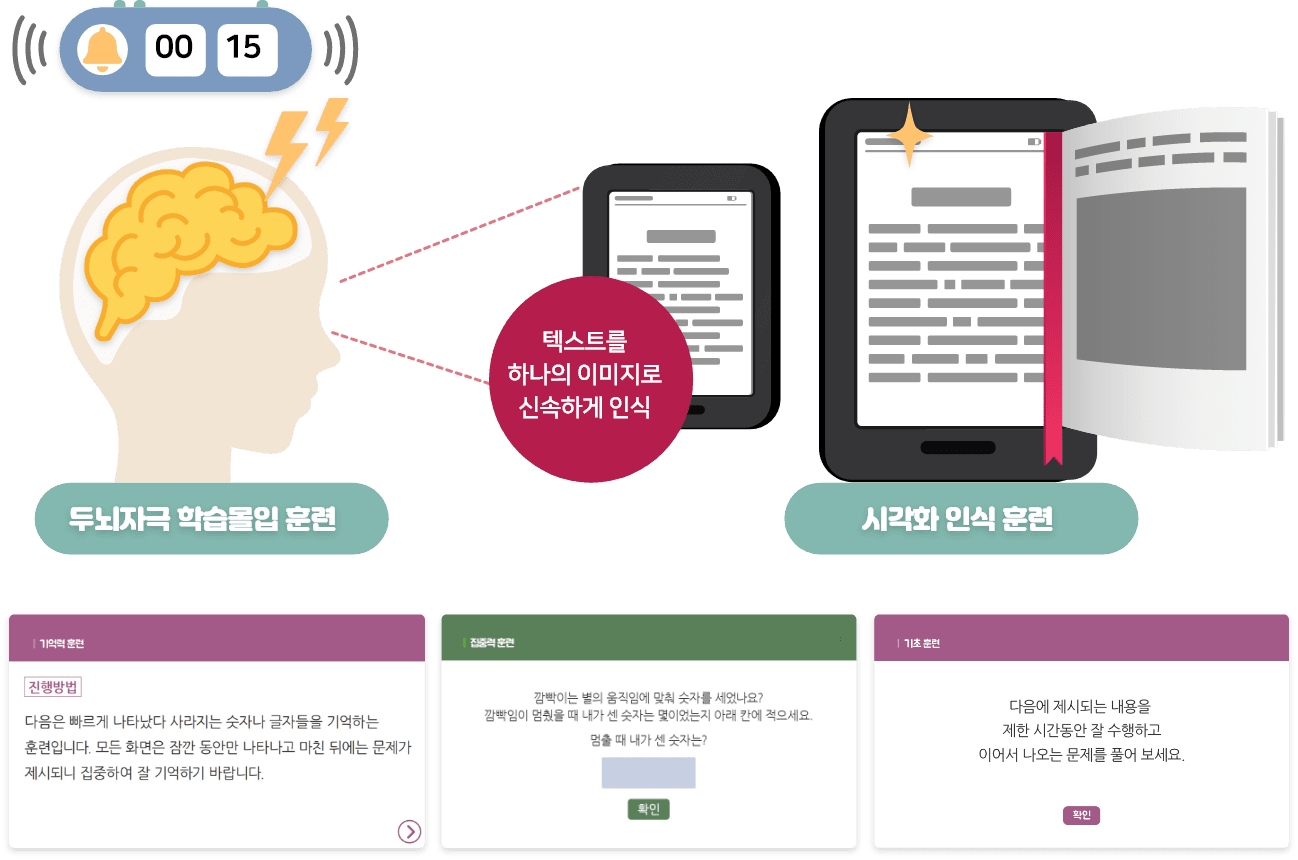 00 15
텍스트를
하나의 이미지로
신속하게 인식
두뇌자극 학습몰입 훈련
시각화 인식 훈련
기억력 훈련
진행방법
다음은 빠르게 나타났다 사라지는 숫자나 글자들을 기억하는
훈련입니다. 모든 화면은 잠깐 동안만 나타나고 마친 뒤에는 문제가
제시되니 집중하여 잘 기억하기 바랍니다.
집중력 훈련
깜빡이는 별의 움직임에 맞춰 숫자를 세었나요?
깜빡임이 멈췄을 때 내가 센 숫자는 몇이었는지 아래 칸에 적으세요.
멈출 때 내가 센 숫자는?
확인
기초 훈련
다음에 제시되는 내용을
제한 시간동안 잘 수행하고
이어서 나오는 문제를 풀어 보세요.
확인